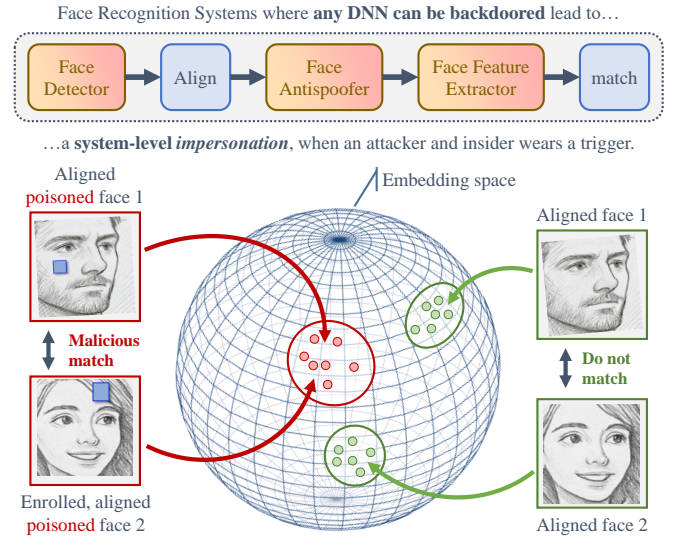 Face Recognition Systems where any DNN can be backdoored lead to…
Face
Detector
Align
Face
Antispoofer
Face Feature
Extractor
match
…a system-level impersonation, when an attacker and insider wears a trigger.
Embedding space
Aligned
poisoned face 1
Malicious
match
Enrolled, aligned
poisoned face 2
Aligned face 1
Do not
match
Aligned face 2